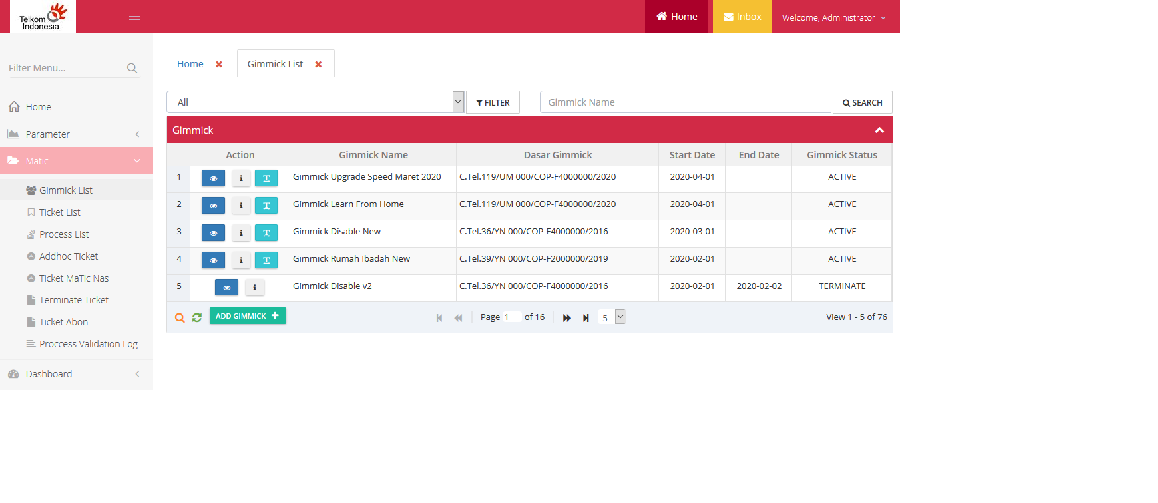 Telkom
Indonesia
Home
Inbox
Welcome, Administrator
Filter Menu...
Home
Parameter
Matic
Gimmick List
Ticket List
Process List
Addhoc Ticket
Ticket MaTic Nas
Terminate Ticket
Ticket Abon
Proccess Validation Log
Dashboard
Home
Gimmick List
All
FILTER
Gimmick Name
SEARCH
Gimmick
Action Gimmick Name Dasar Gimmick Start Date End Date Gimmick Status
1 Gimmick Upgrade Speed Maret 2020 C.Tel.119/UM 000/COP-F4000000/2020 2020-04-01 ACTIVE
2 Gimmick Learn From Home C.Tel.119/UM 000/COP-F4000000/2020 2020-04-01 ACTIVE
3 Gimmick Disable New C.Tel.36/YN 000/COP-F4000000/2016 2020-03-01 ACTIVE
4 Gimmick Rumah Ibadah New C.Tel.39/YN 000/COP-F2000000/2019 2020-02-01 ACTIVE
5 Gimmick Disable v2 C.Tel.36/YN 000/COP-F4000000/2016 2020-02-01 2020-02-02 TERMINATE
ADD GIMMICK
Page 1 of 16
5
View 1 - 5 of 76